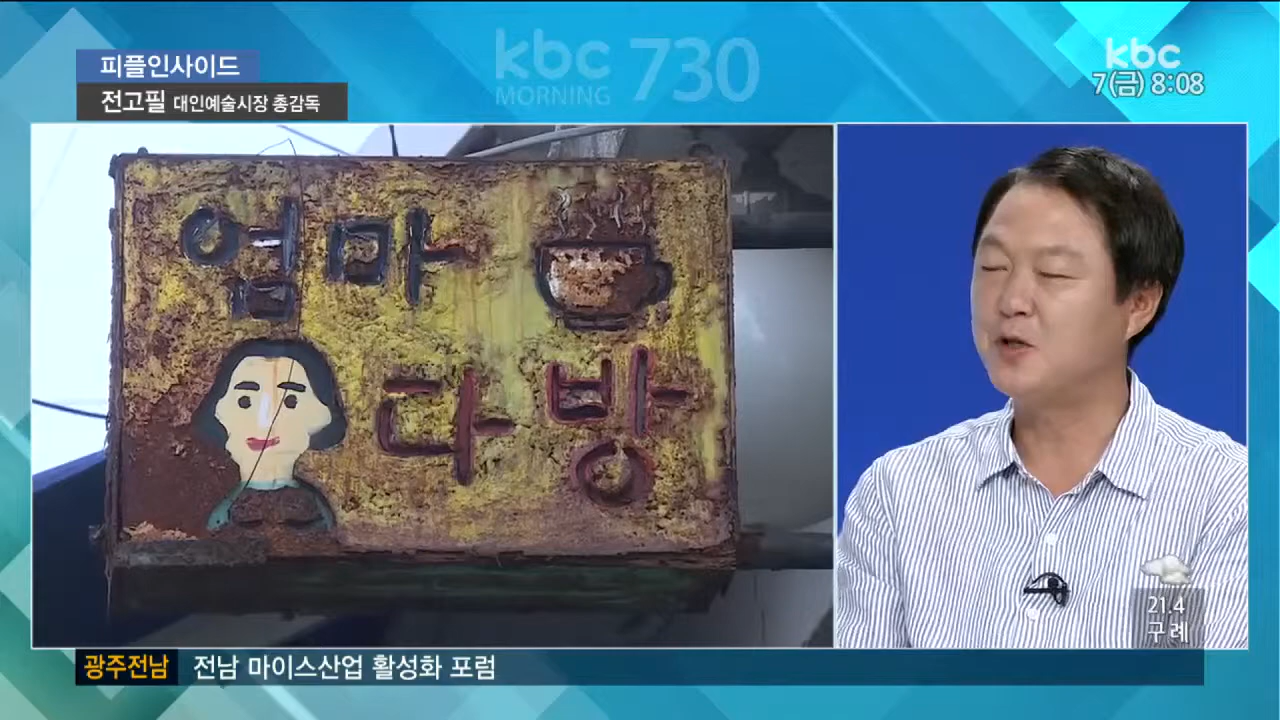 피플인사이드
전고필 대인예술시장 총감독
kbc 730
MORNING
kbc
7(금) 8:08
엄마
다방
21.4
구례
광주전남 전남 마이스산업 활성화 포럼